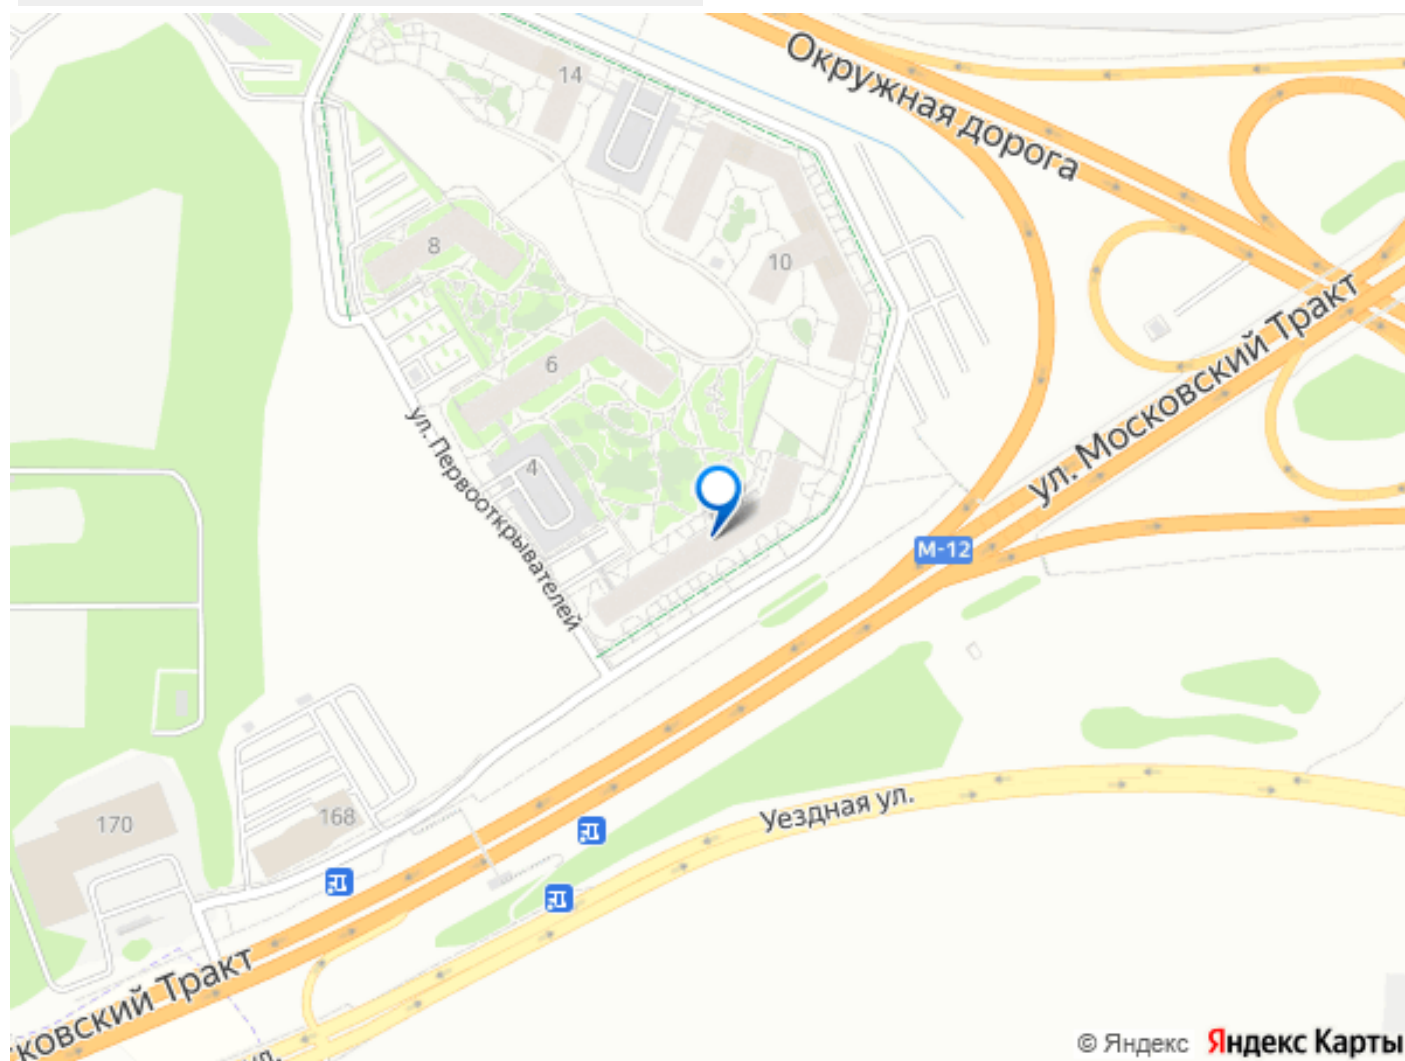 14
Окружная дорога
8
10
6
ул. Московский Тракт
4
ул. Первооткрывателей
М-12
170
168
Уездная ул.
ковский Тракт
ул.
© Яндекс Яндекс Карты